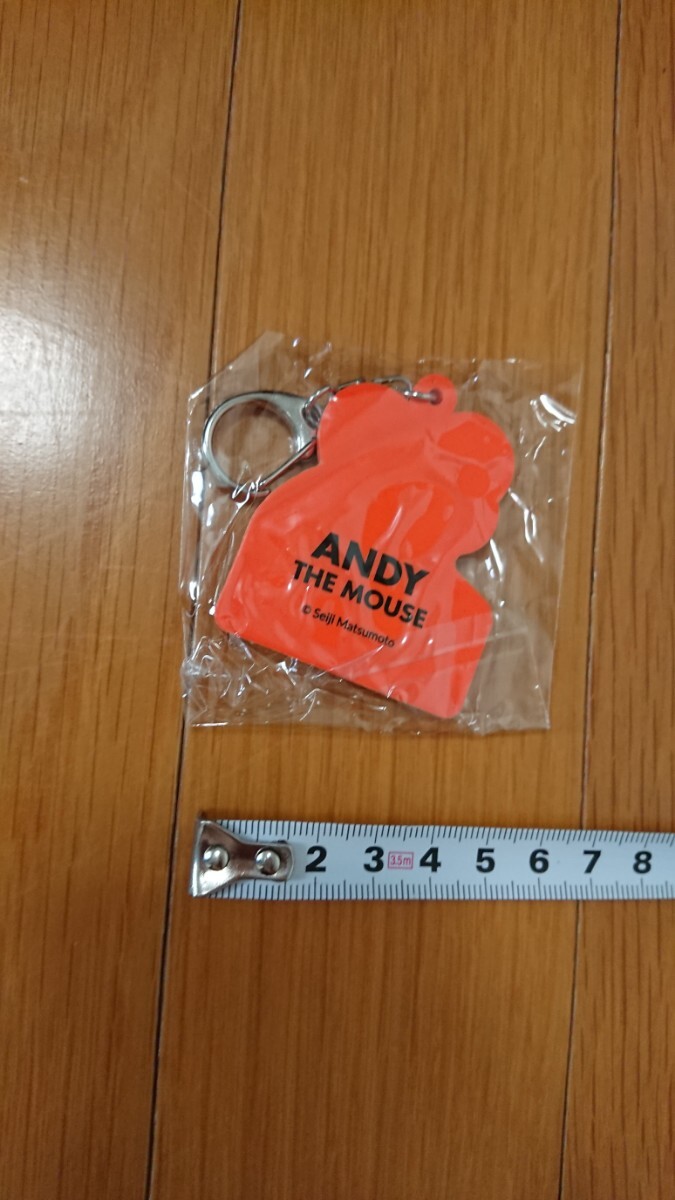 ANDY
THE MOUSE
© Seiji Matsumoto
2 3 3.5m 4 5 6 7 8